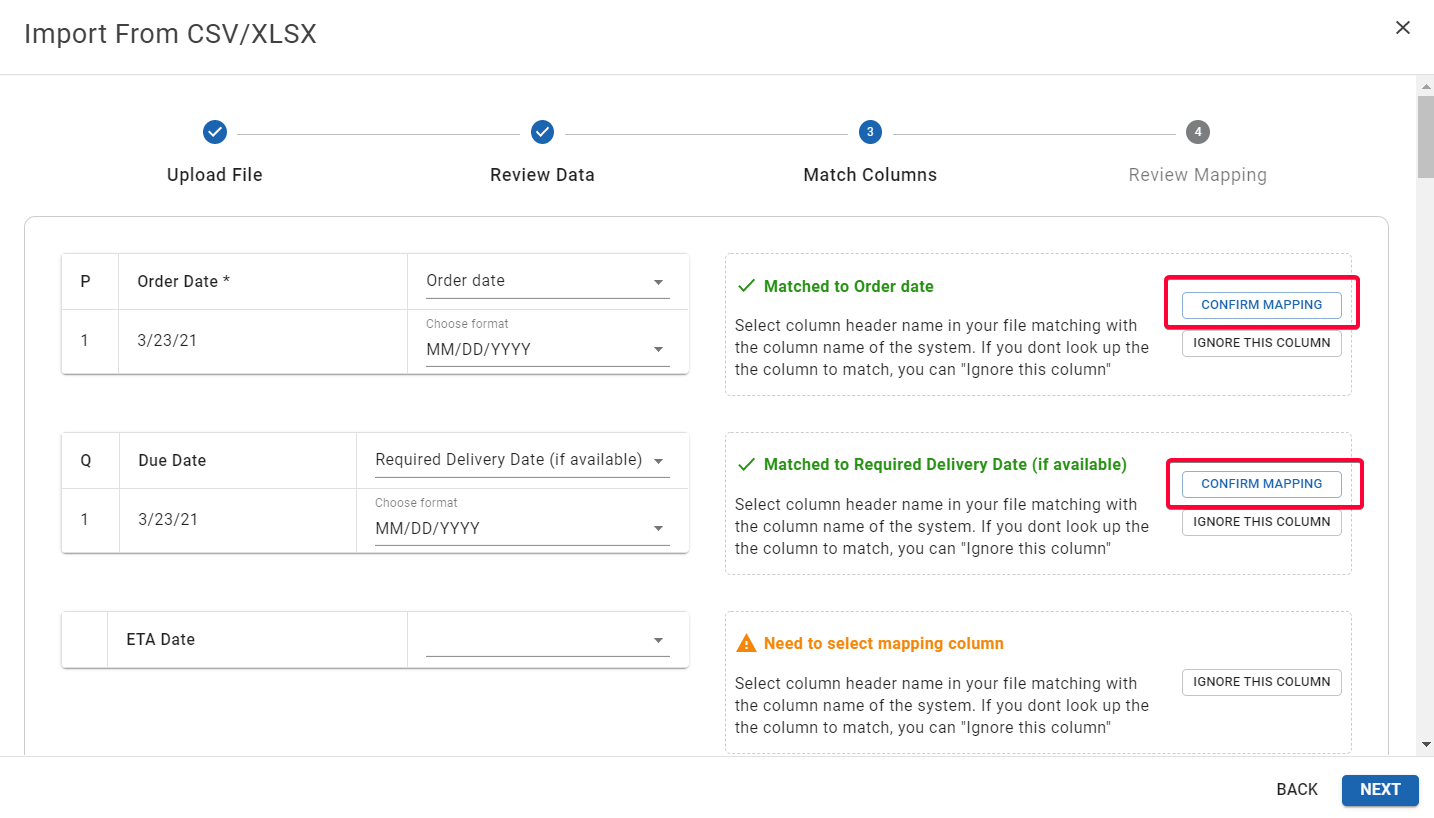 Import From CSV/XLSX
3
4
Upload File
Review Data
Match Columns
Review Mapping
P
Order Date *
Order date
1
3/23/21
Choose format
MM/DD/YYYY
Matched to Order date
Select column header name in your file matching with
the column name of the system. If you dont look up the
the column to match, you can "Ignore this column"
CONFIRM MAPPING
IGNORE THIS COLUMN
Q
Due Date
Required Delivery Date (if available)
1
3/23/21
Choose format
MM/DD/YYYY
Matched to Required Delivery Date (if available)
Select column header name in your file matching with
the column name of the system. If you dont look up the
the column to match, you can "Ignore this column"
CONFIRM MAPPING
IGNORE THIS COLUMN
ETA Date
Need to select mapping column
Select column header name in your file matching with
the column name of the system. If you dont look up the
the column to match, you can "Ignore this column"
IGNORE THIS COLUMN
BACK
NEXT